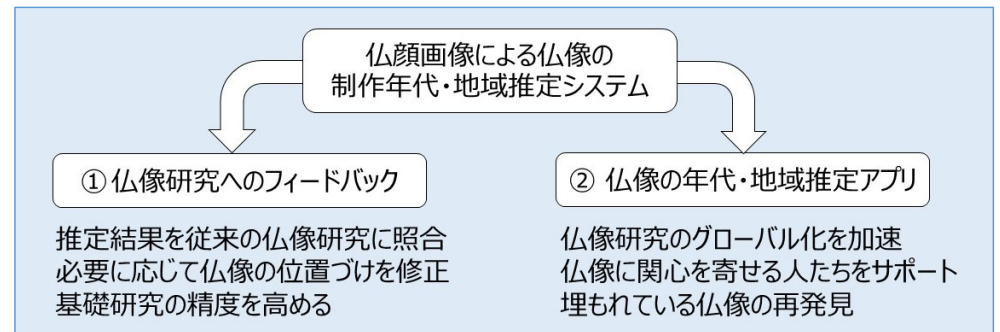 仏顔画像による仏像の
制作年代・地域推定システム
① 仏像研究へのフィードバック
推定結果を従来の仏像研究に照合
必要に応じて仏像の位置づけを修正
基礎研究の精度を高める
② 仏像の年代・地域推定アプリ
仏像研究のグローバル化を加速
仏像に関心を寄せる人たちをサポート
埋もれている仏像の再発見